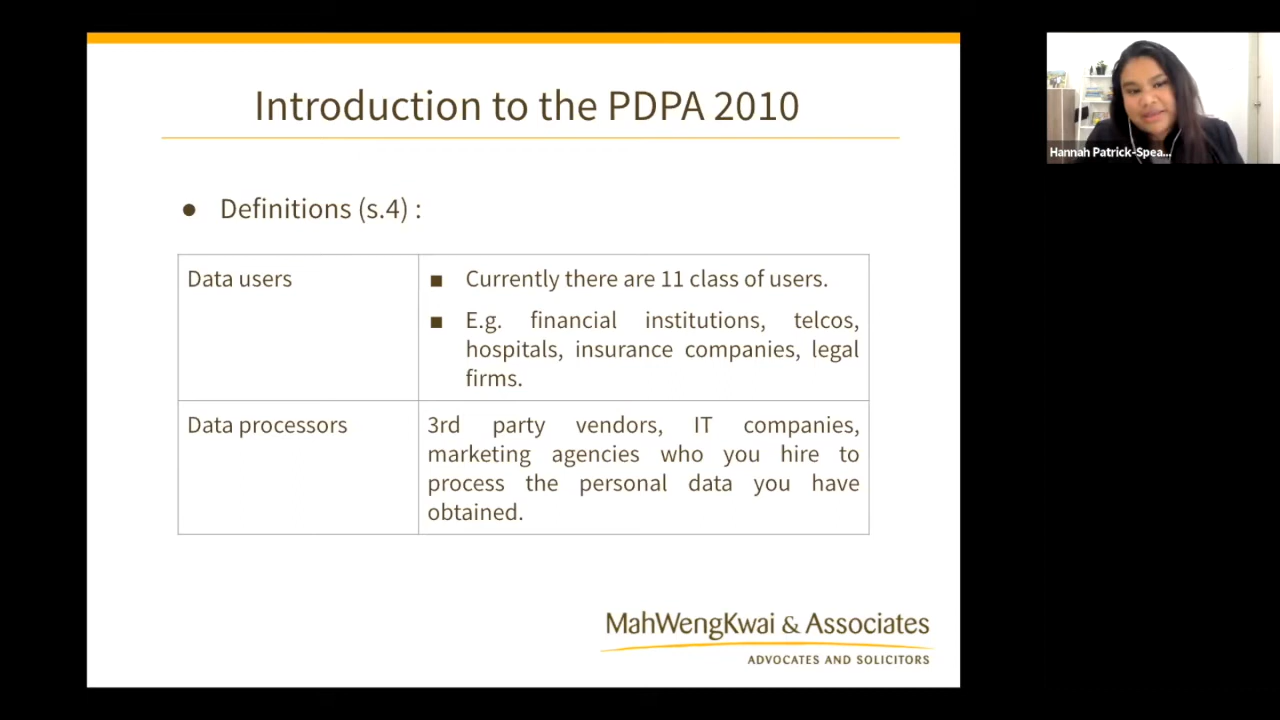 Introduction to the PDPA 2010
● Definitions (s.4) :
Data users
■ Currently there are 11 class of users.
■ E.g. financial institutions, telcos,
hospitals, insurance companies, legal
firms.
Data processors
3rd party vendors, IT companies,
marketing agencies who you hire to
process the personal data you have
obtained.
MahWengKwai & Associates
ADVOCATES AND SOLICITORS
Hannah Patrick-Spea...